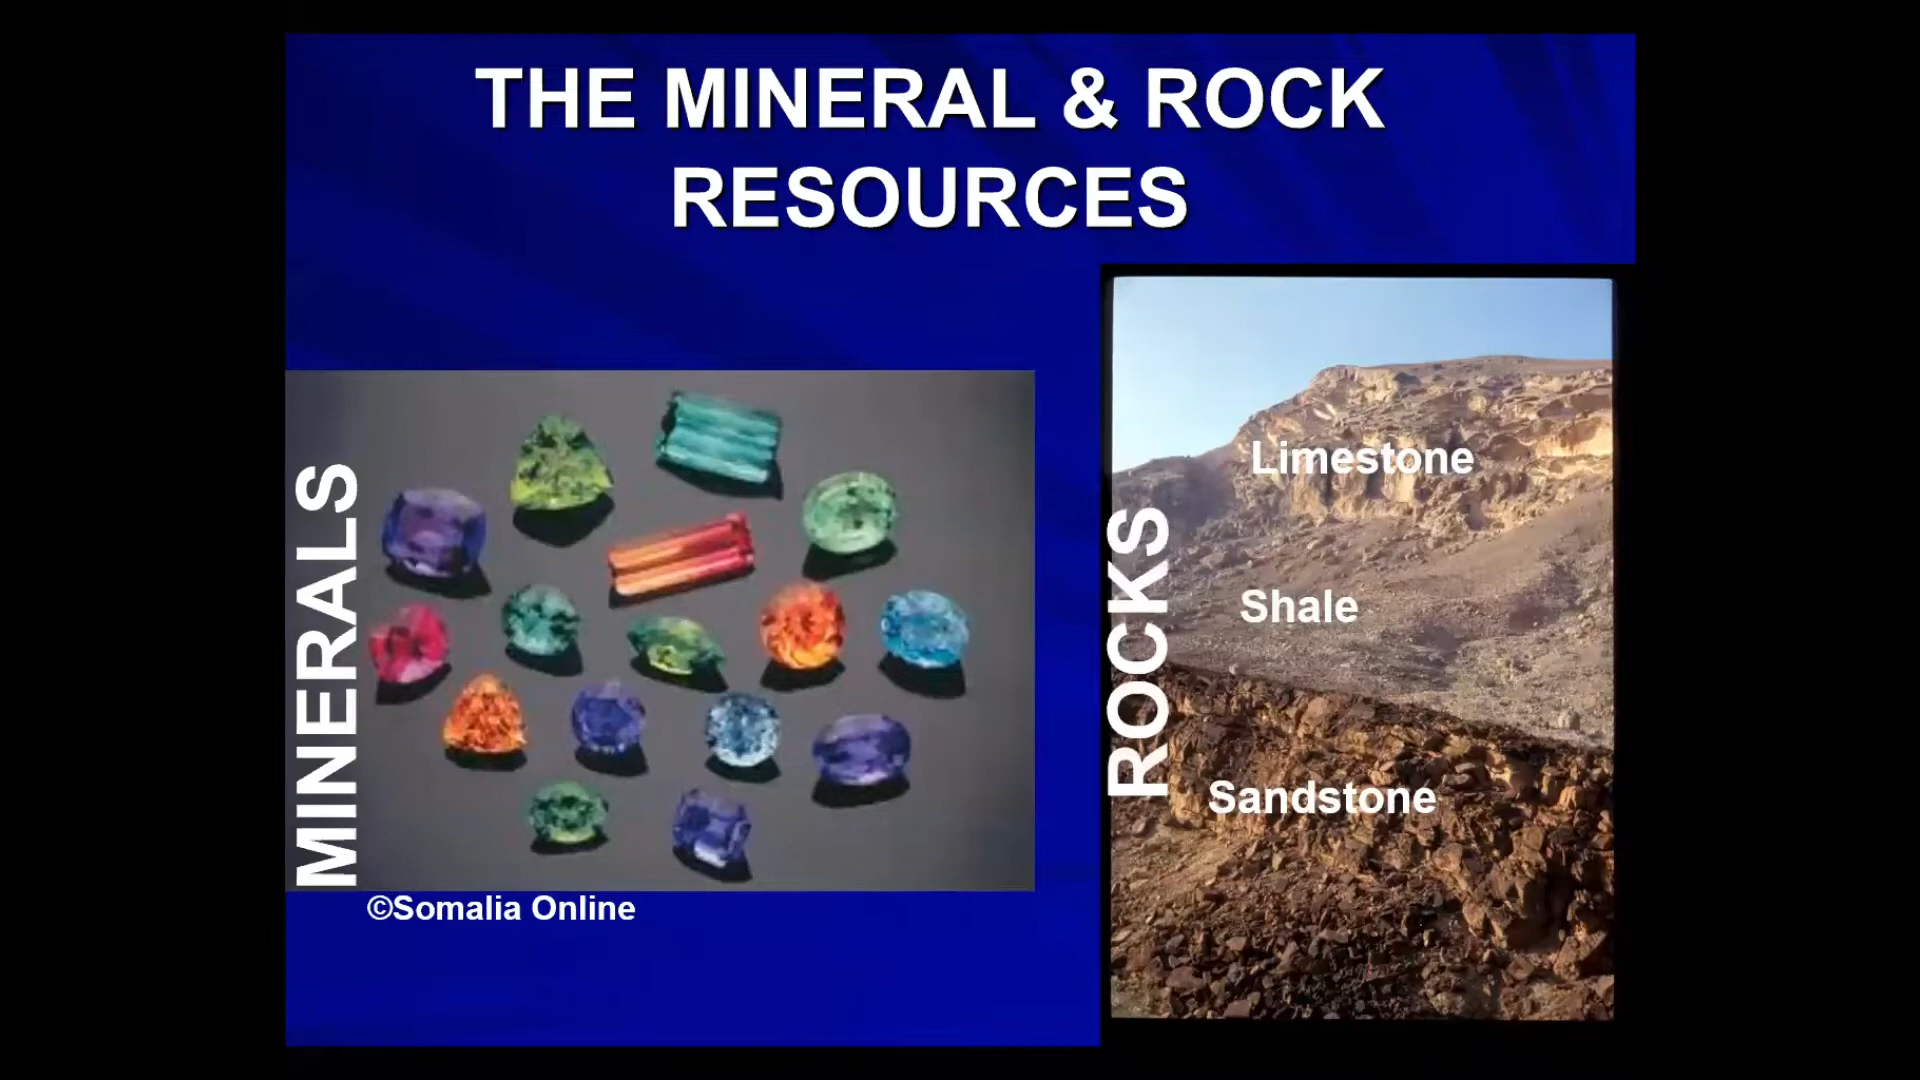 THE MINERAL & ROCK
RESOURCES
MINERALS
©Somalia Online
ROCKS
Limestone
Shale
Sandstone